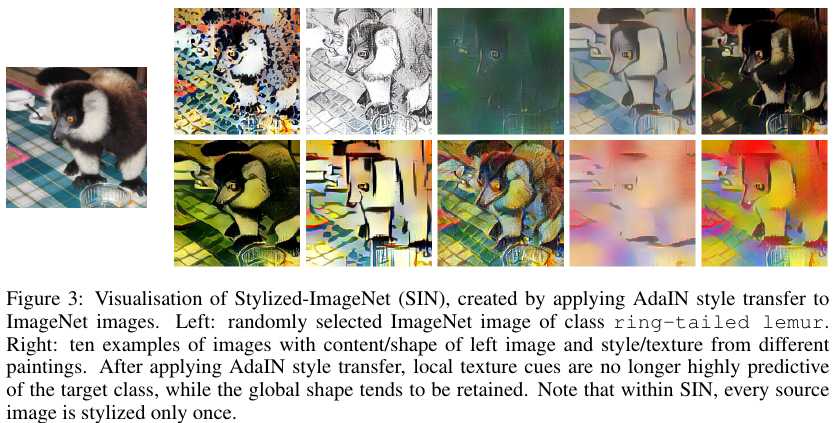 Figure 3: Visualisation of Stylized-ImageNet (SIN), created by applying AdaIN style transfer to
ImageNet images. Left: randomly selected ImageNet image of class ring-tailed lemur.
Right: ten examples of images with content/shape of left image and style/texture from different
paintings. After applying AdaIN style transfer, local texture cues are no longer highly predictive
of the target class, while the global shape tends to be retained. Note that within SIN, every source
image is stylized only once.